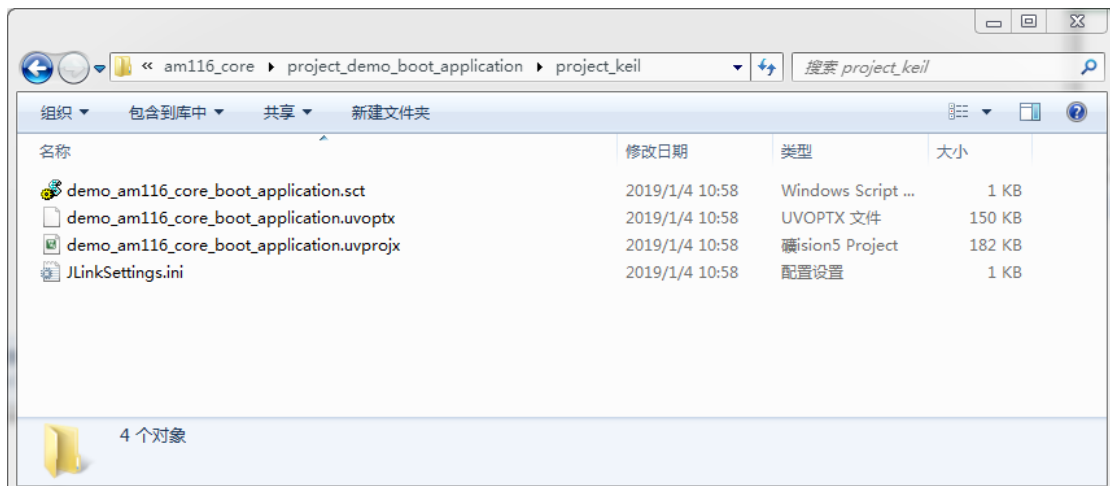 « am116_core ▸ project_demo_boot_application ▸ project_keil 搜索 project_keil
组织 包含到库中 共享 新建文件夹
名称 修改日期 类型 大小
demo_am116_core_boot_application.sct 2019/1/4 10:58 Windows Script ... 1 KB
demo_am116_core_boot_application.uvoptx 2019/1/4 10:58 UVOPTX 文件 150 KB
demo_am116_core_boot_application.uvprojx 2019/1/4 10:58 礦ision5 Project 182 KB
JLinkSettings.ini 2019/1/4 10:58 配置设置 1 KB
4 个对象